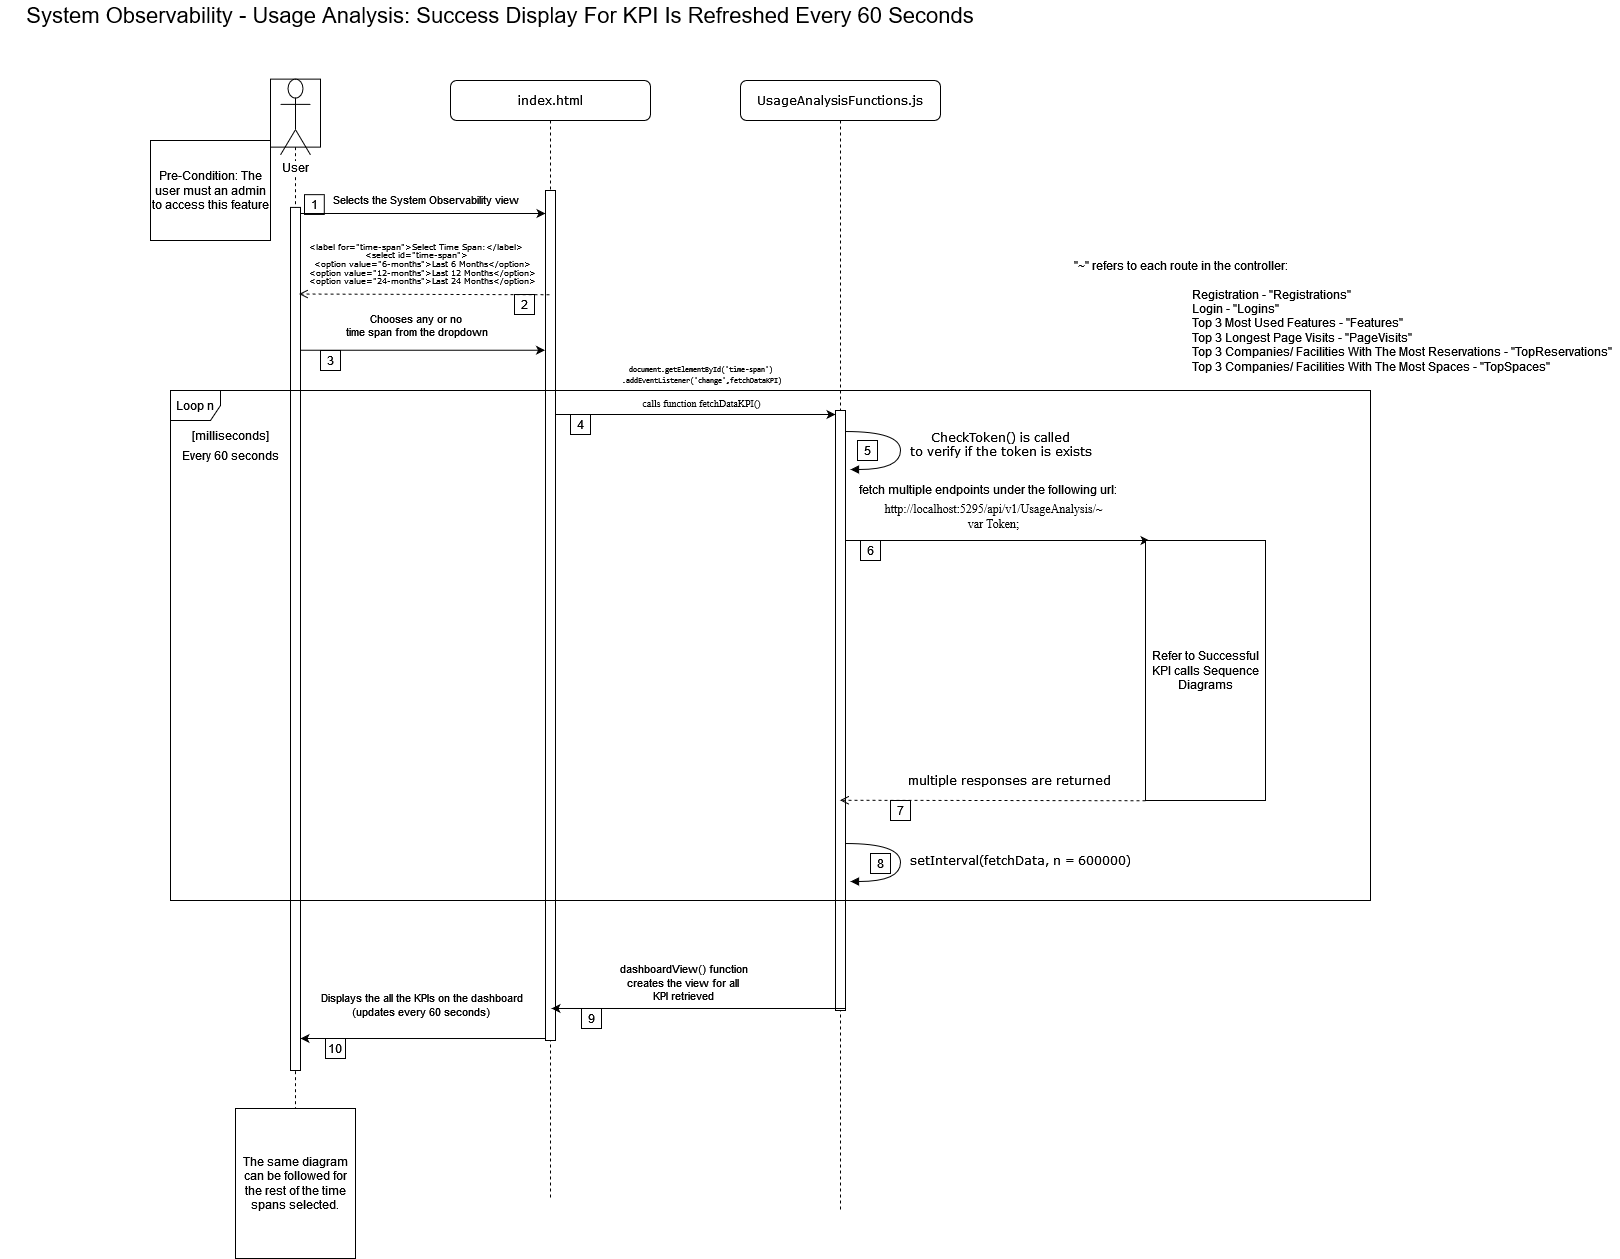 System Observability - Usage Analysis: Success Display For KPI Is Refreshed Every 60 Seconds
index.html
UsageAnalysisFunctions.js
User
Pre-Condition: The
user must an admin
to access this feature
1
Selects the System Observability view
<label for="time-span">Select Time Span:</label>
<select id="time-span">
<option value="6-months">Last 6 Months</option>
<option value="12-months">Last 12 Months</option>
<option value="24-months">Last 24 Months</option>
2
"~" refers to each route in the controller:
Registration - "Registrations"
Login - "Logins"
Top 3 Most Used Features - "Features"
Top 3 Longest Page Visits - "PageVisits"
Top 3 Companies/ Facilities With The Most Reservations - "TopReservations"
Top 3 Companies/ Facilities With The Most Spaces - "TopSpaces"
Chooses any or no
time span from the dropdown
3
document.getElementById('time-span')
.addEventListener('change',fetchDataKPI)
Loop n
[milliseconds]
Every 60 seconds
calls function fetchDataKPI()
4
5
CheckToken() is called
to verify if the token is exists
fetch multiple endpoints under the following url:
http://localhost:5295/api/v1/UsageAnalysis/~
var Token;
6
Refer to Successful
KPI calls Sequence
Diagrams
multiple responses are returned
7
8
setInterval(fetchData, n = 600000)
dashboardView() function
creates the view for all
KPI retrieved
9
Displays the all the KPIs on the dashboard
(updates every 60 seconds)
10
The same diagram
can be followed for
the rest of the time
spans selected.